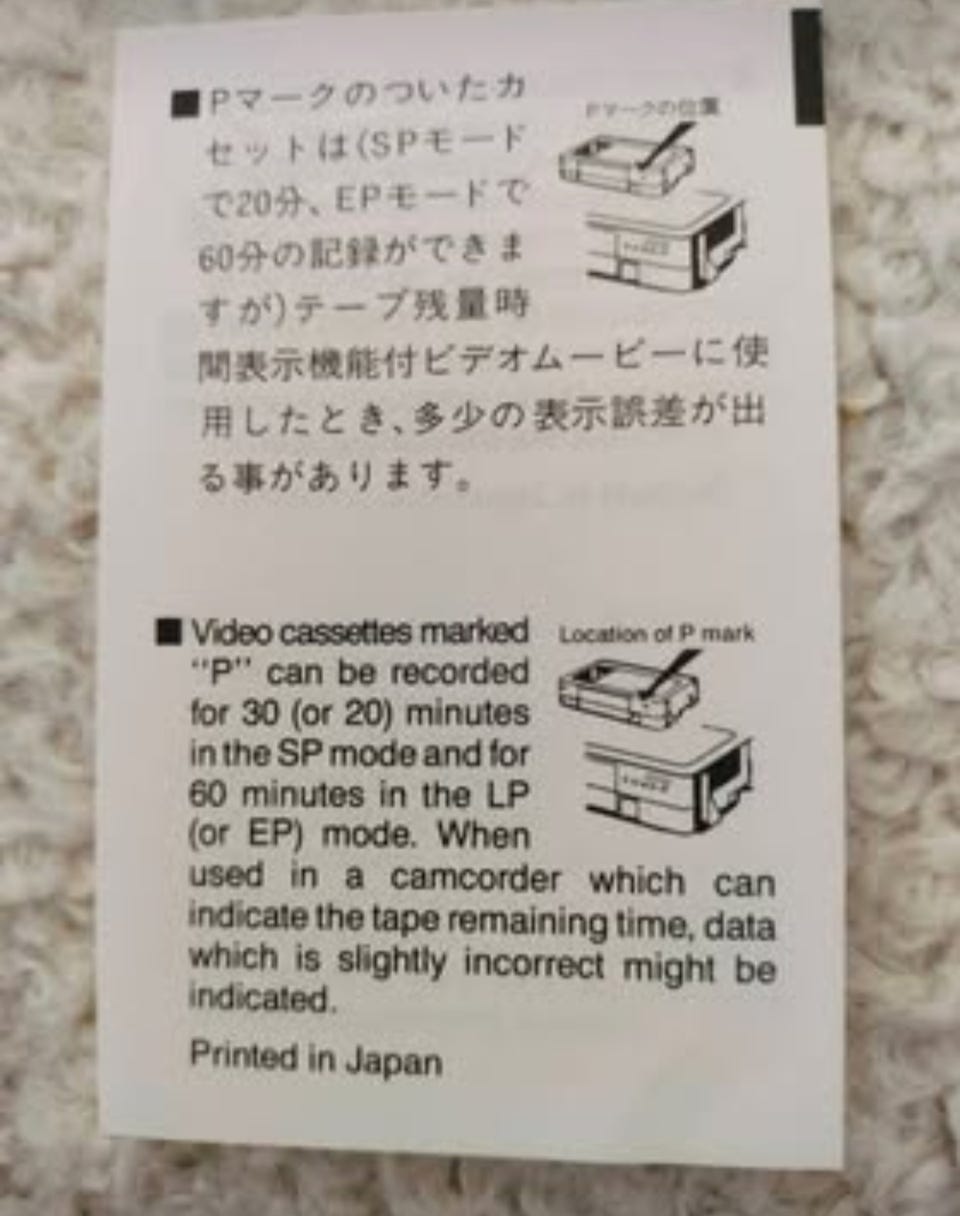 ■Pマークのついたカ
セットは(SPモード
で20分、EPモードで
60分の記録ができま
すが)テープ残量時
間表示機能付ビデオムービーに使
用したとき、多少の表示誤差が出
る事があります。
Pマークの位置
■Video cassettes marked
"P" can be recorded
for 30 (or 20) minutes
in the SP mode and for
60 minutes in the LP
(or EP) mode. When
used in a camcorder which can
indicate the tape remaining time, data
which is slightly incorrect might be
indicated.
Location of P mark
Printed in Japan